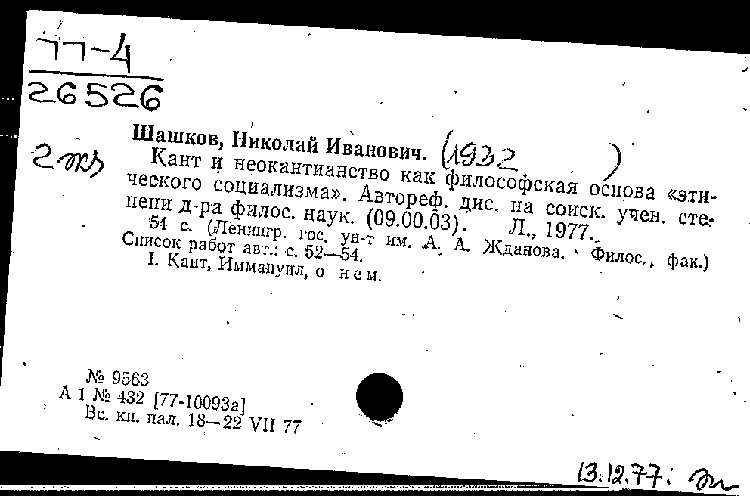 77-4
26526
2 экз
Шашков, Николай Иванович. (1932 )
Кант и неокантианство как философская основа «эти-
ческого социализма». Автореф. дис. на соиск. учен. сте-
пени д-ра филос. наук. (09.00.03). Л., 1977.
54 с. (Ленингр. гос. ун-т им. А. А. Жданова. Филос. фак.)
Список работ авт.: с. 52—54.
I. Кант, Иммануил, о нем.
№ 9563
А 1 № 432 [77-10093а]
Вс. кн. пал. 18—22 VII 77
13.12.77.